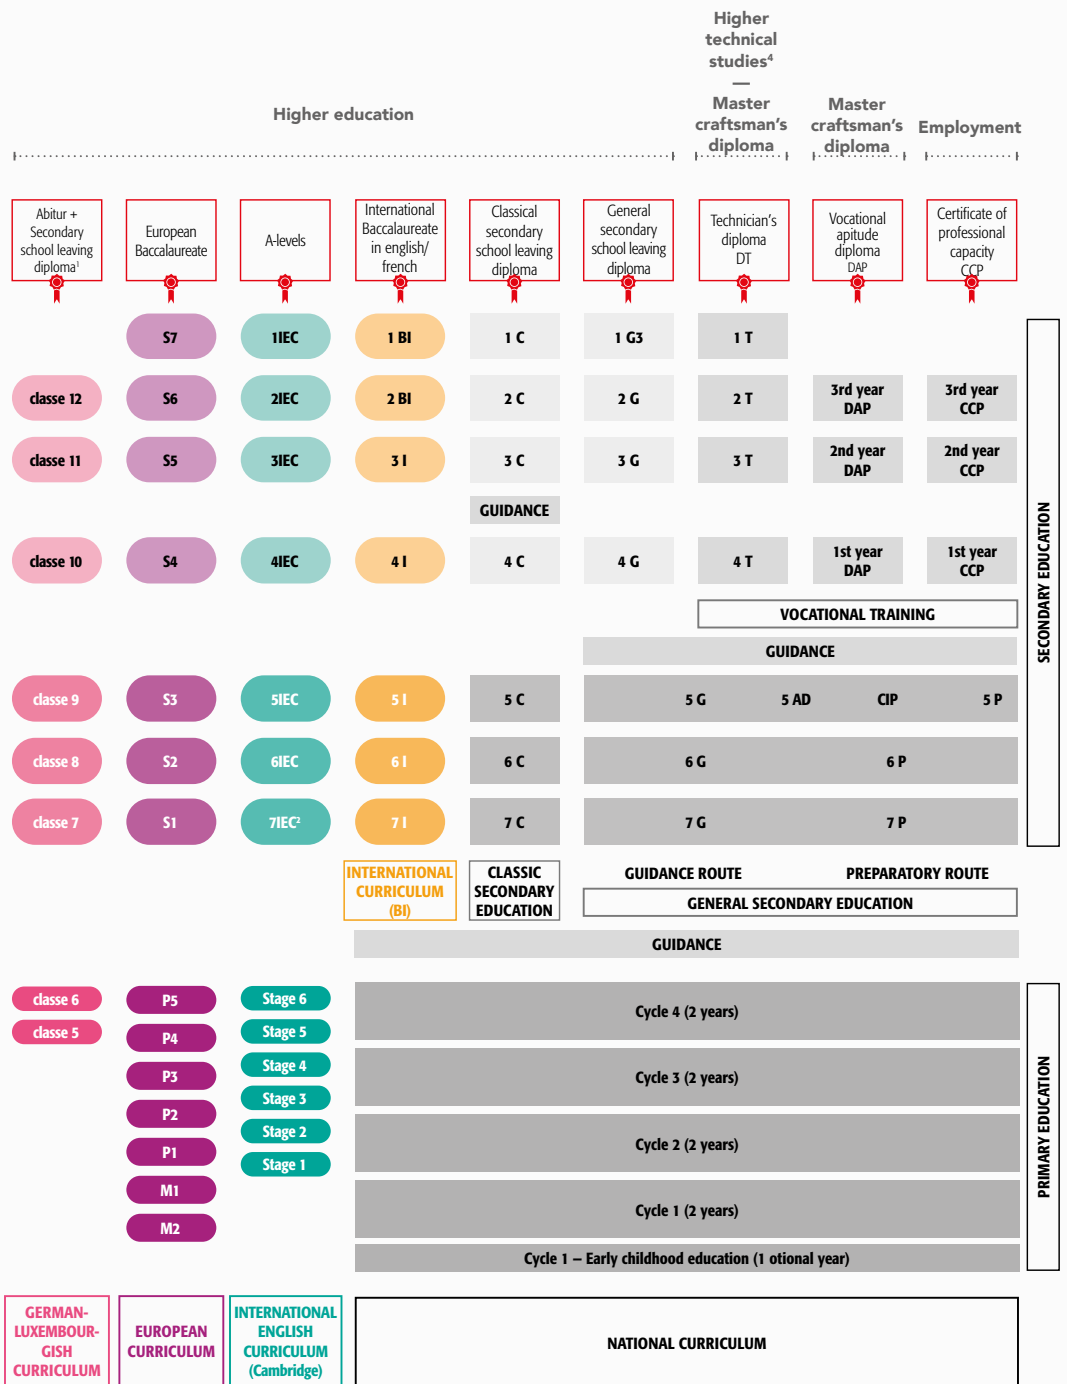 Higher
technical
studies⁴
—
Master
craftsman's
diploma
Higher education
Master
craftsman's
diploma
Employment
Abitur +
Secondary
school leaving
diploma¹
European
Baccalaureate
A-levels
International
Baccalaureate
in english/
french
Classical
secondary
school leaving
diploma
General
secondary
school leaving
diploma
Technician's
diploma
DT
Vocational
apitude
diploma
DAP
Certificate of
professional
capacity
CCP
S7 1IEC 1 BI 1 C 1 G3 1 T
classe 12 S6 2IEC 2 BI 2 C 2 G 2 T 3rd year DAP 3rd year CCP
classe 11 S5 3IEC 3 I 3 C 3 G 3 T 2nd year DAP 2nd year CCP
GUIDANCE
classe 10 S4 4IEC 4 I 4 C 4 G 4 T 1st year DAP 1st year CCP
VOCATIONAL TRAINING
GUIDANCE
classe 9 S3 5IEC 5 I 5 C 5 G 5 AD CIP 5 P
classe 8 S2 6IEC 6 I 6 C 6 G 6 P
classe 7 S1 7IEC² 7 I 7 C 7 G 7 P
SECONDARY EDUCATION
INTERNATIONAL
CURRICULUM
(BI)
CLASSIC
SECONDARY
EDUCATION
GUIDANCE ROUTE PREPARATORY ROUTE
GENERAL SECONDARY EDUCATION
GUIDANCE
classe 6
classe 5
P5
P4
P3
P2
P1
M1
M2
Stage 6
Stage 5
Stage 4
Stage 3
Stage 2
Stage 1
Cycle 4 (2 years)
Cycle 3 (2 years)
Cycle 2 (2 years)
Cycle 1 (2 years)
Cycle 1 – Early childhood education (1 otional year)
PRIMARY EDUCATION
GERMAN-
LUXEMBOUR-
GISH
CURRICULUM
EUROPEAN
CURRICULUM
INTERNATIONAL
ENGLISH
CURRICULUM
(Cambridge)
NATIONAL CURRICULUM